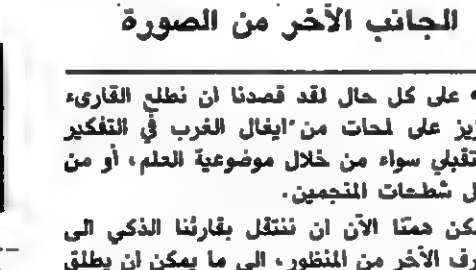 الجانب الآخر من الصورة
على كل حال لقد قصدنا ان نطلع القارىء
على لمحات من ايغال الغرب في التفكير
سواء من خلال موضوعية العلم، أو من
شطحات المنجمين.
همنا الآن ان ننتقل بقارئنا الذكي الى
الآخر من المنظور، الى ما يمكن ان يطلق